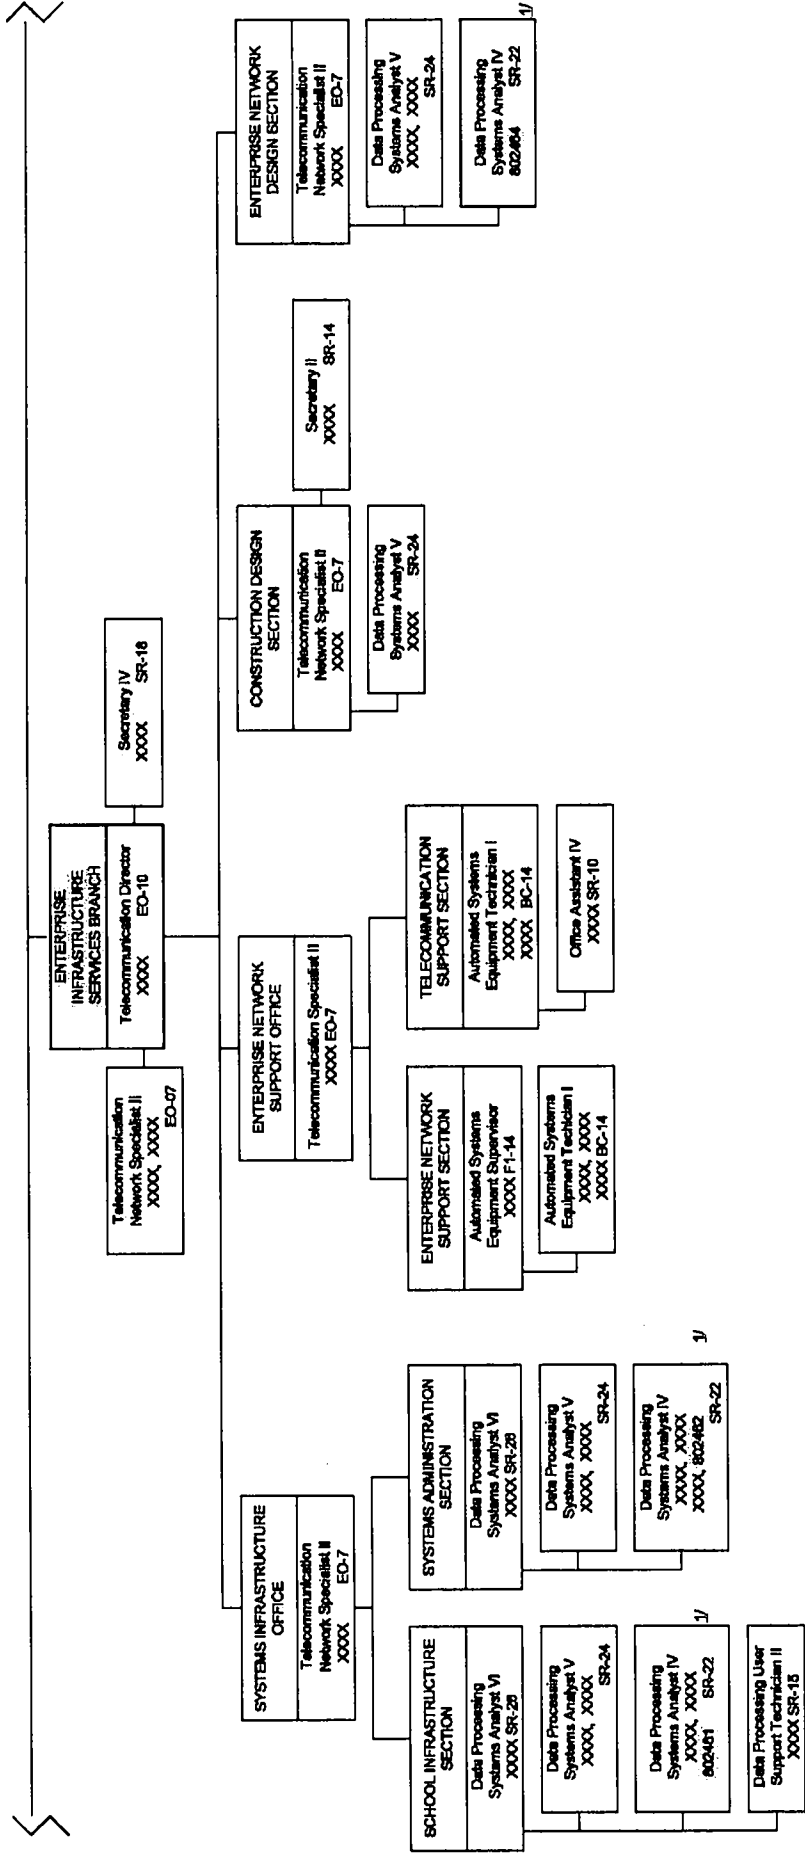 ENTERPRISE
INFRASTRUCTURE
SERVICES BRANCH
Telecommunication Director
XXXX EO-10
Secretary IV
XXXX SR-18
Telecommunication
Network Specialist II
XXXX, XXXX
EO-07
SYSTEMS INFRASTRUCTURE
OFFICE
Telecommunication
Network Specialist II
XXXX EO-7
SCHOOL INFRASTRUCTURE
SECTION
Data Processing
Systems Analyst VI
XXXX SR-26
Data Processing
Systems Analyst V
XXXX, XXXX
SR-24
Data Processing
Systems Analyst IV
XXXX, XXXX
802461 SR-22
1/
Data Processing User
Support Technician II
XXXX SR-15
SYSTEMS ADMINISTRATION
SECTION
Data Processing
Systems Analyst VI
XXXX SR-26
Data Processing
Systems Analyst V
XXXX, XXXX
SR-24
Data Processing
Systems Analyst IV
XXXX, XXXX
XXXX, 802462
SR-22
1/
ENTERPRISE NETWORK
SUPPORT OFFICE
Telecommunication Specialist II
XXXX EO-7
ENTERPRISE NETWORK
SUPPORT SECTION
Automated Systems
Equipment Supervisor
XXXX F1-14
Automated Systems
Equipment Techician I
XXXX, XXXX
XXXX BC-14
TELECOMMUNICATION
SUPPORT SECTION
Automated Systems
Equipment Technician I
XXXX, XXXX
XXXX BC-14
Office Assistant IV
XXXX SR-10
CONSTRUCTION DESIGN
SECTION
Telecommunication
Network Specialist II
XXXX EO-7
Secretary II
XXXX SR-14
Data Processing
Systems Analyst V
XXXX SR-24
ENTERPRISE NETWORK
DESIGN SECTION
Telecommunication
Network Specialist II
XXXX EO-7
Data Processing
Systems Analyst V
XXXX, XXXX
SR-24
Data Processing
Systems Analyst IV
802464 SR-22
1/